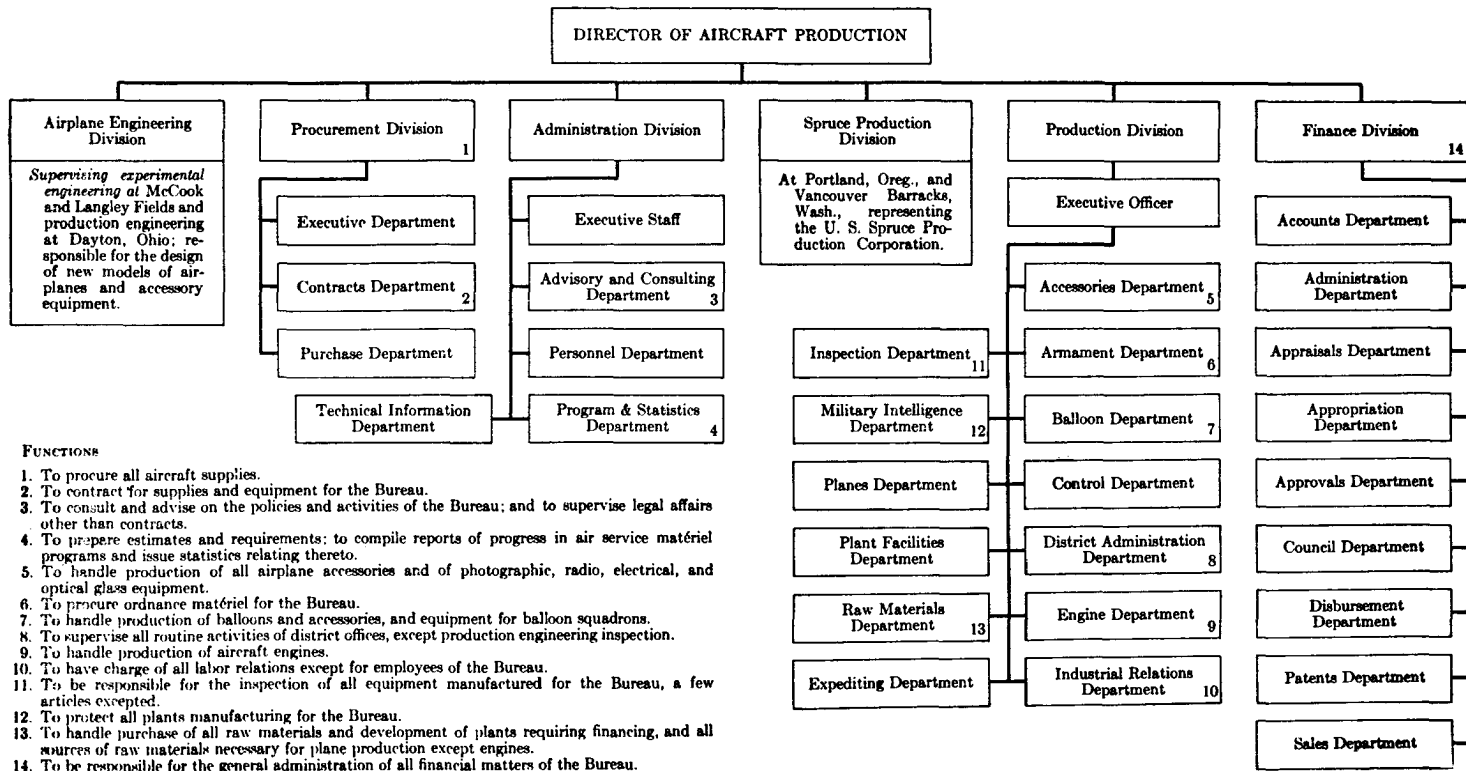 DIRECTOR OF AIRCRAFT PRODUCTION
Airplane Engineering
Division
Supervising experimental
engineering at McCook
and Langley Fields and
production engineering
at Dayton, Ohio; re-
sponsible for the design
of new models of air-
planes and accessory
equipment.
Procurement Division
1
Executive Department
Contracts Department
2
Purchase Department
Administration Division
Executive Staff
Advisory and Consulting
Department
3
Personnel Department
Technical Information
Department
Program & Statistics
Department
4
Spruce Production
Division
At Portland, Oreg., and
Vancouver Barracks,
Wash., representing
the U. S. Spruce Pro-
duction Corporation.
Production Division
Executive Officer
Accessories Department
5
Inspection Department
11
Armament Department
6
Military Intelligence
Department
12
Balloon Department
7
Planes Department
Control Department
Plant Facilities
Department
District Administration
Department
8
Raw Materials
Department
13
Engine Department
9
Expediting Department
Industrial Relations
Department
10
Finance Division
14
Accounts Department
Administration
Department
Appraisals Department
Appropriation
Department
Approvals Department
Council Department
Disbursement
Department
Patents Department
Sales Department
FUNCTIONS
1. To procure all aircraft supplies.
2. To contract for supplies and equipment for the Bureau.
3. To consult and advise on the policies and activities of the Bureau; and to supervise legal affairs
other than contracts.
4. To prepare estimates and requirements; to compile reports of progress in air service matériel
programs and issue statistics relating thereto.
5. To handle production of all airplane accessories and of photographic, radio, electrical, and
optical glass equipment.
6. To procure ordnance matériel for the Bureau.
7. To handle production of balloons and accessories, and equipment for balloon squadrons.
8. To supervise all routine activities of district offices, except production engineering inspection.
9. To handle production of aircraft engines.
10. To have charge of all labor relations except for employees of the Bureau.
11. To be responsible for the inspection of all equipment manufactured for the Bureau, a few
articles excepted.
12. To protect all plants manufacturing for the Bureau.
13. To handle purchase of all raw materials and development of plants requiring financing, and all
sources of raw materials necessary for plane production except engines.
14. To be responsible for the general administration of all financial matters of the Bureau.